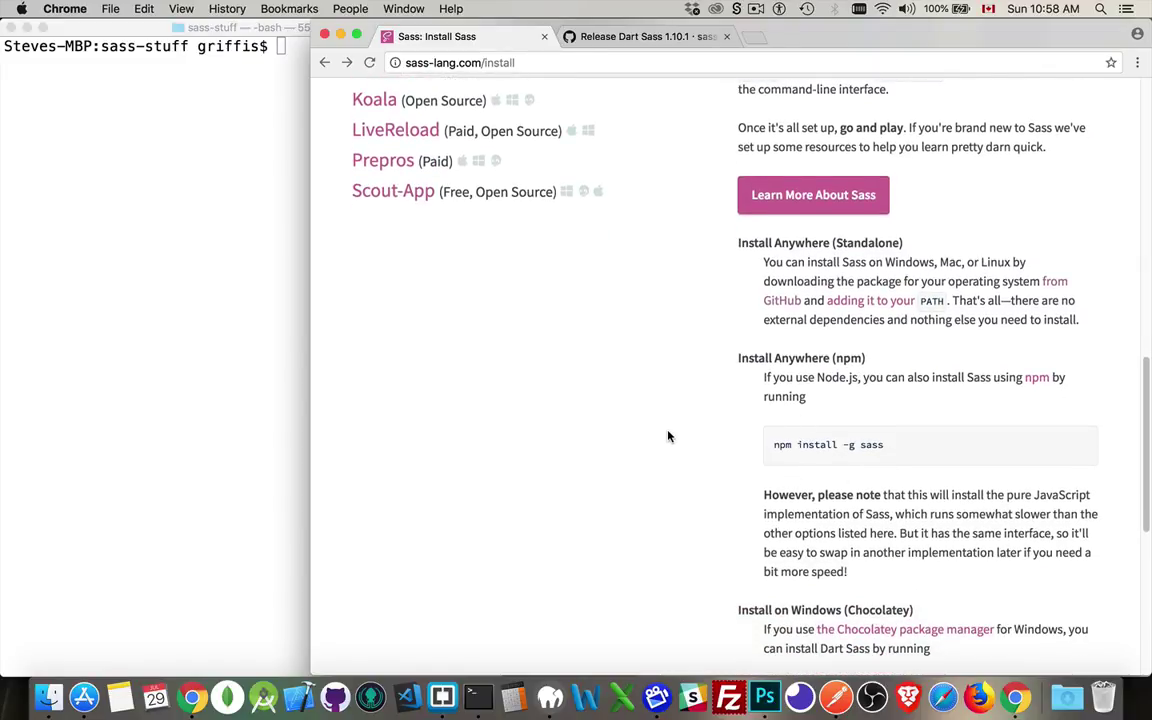 Chrome File Edit View History Bookmarks People Window Help
100% Sun 10:58 AM
sass-stuff — -bash — 55
Steves-MBP:sass-stuff griffis$
Sass: Install Sass
Release Dart Sass 1.10.1 · sass
sass-lang.com/install
Koala (Open Source)
LiveReload (Paid, Open Source)
Prepros (Paid)
Scout-App (Free, Open Source)
the command-line interface.
Once it's all set up, go and play. If you're brand new to Sass we've
set up some resources to help you learn pretty darn quick.
Learn More About Sass
Install Anywhere (Standalone)
You can install Sass on Windows, Mac, or Linux by
downloading the package for your operating system from
GitHub and adding it to your PATH. That's all—there are no
external dependencies and nothing else you need to install.
Install Anywhere (npm)
If you use Node.js, you can also install Sass using npm by
running
npm install -g sass
However, please note that this will install the pure JavaScript
implementation of Sass, which runs somewhat slower than the
other options listed here. But it has the same interface, so it'll
be easy to swap in another implementation later if you need a
bit more speed!
Install on Windows (Chocolatey)
If you use the Chocolatey package manager for Windows, you
can install Dart Sass by running
JUL
29
Fz
Ps